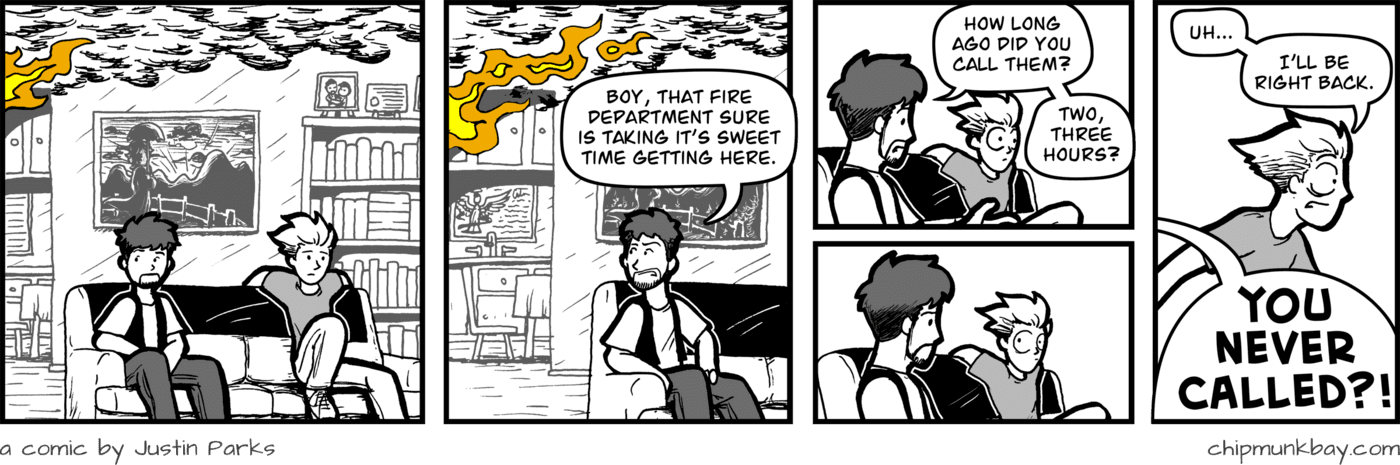 BOY, THAT FIRE
DEPARTMENT SURE
IS TAKING IT'S SWEET
TIME GETTING HERE.
HOW LONG
AGO DID YOU
CALL THEM?
TWO,
THREE
HOURS?
UH...
I'LL BE
RIGHT BACK.
YOU
NEVER
CALLED?!
a comic by Justin Parks
chipmunkbay.com